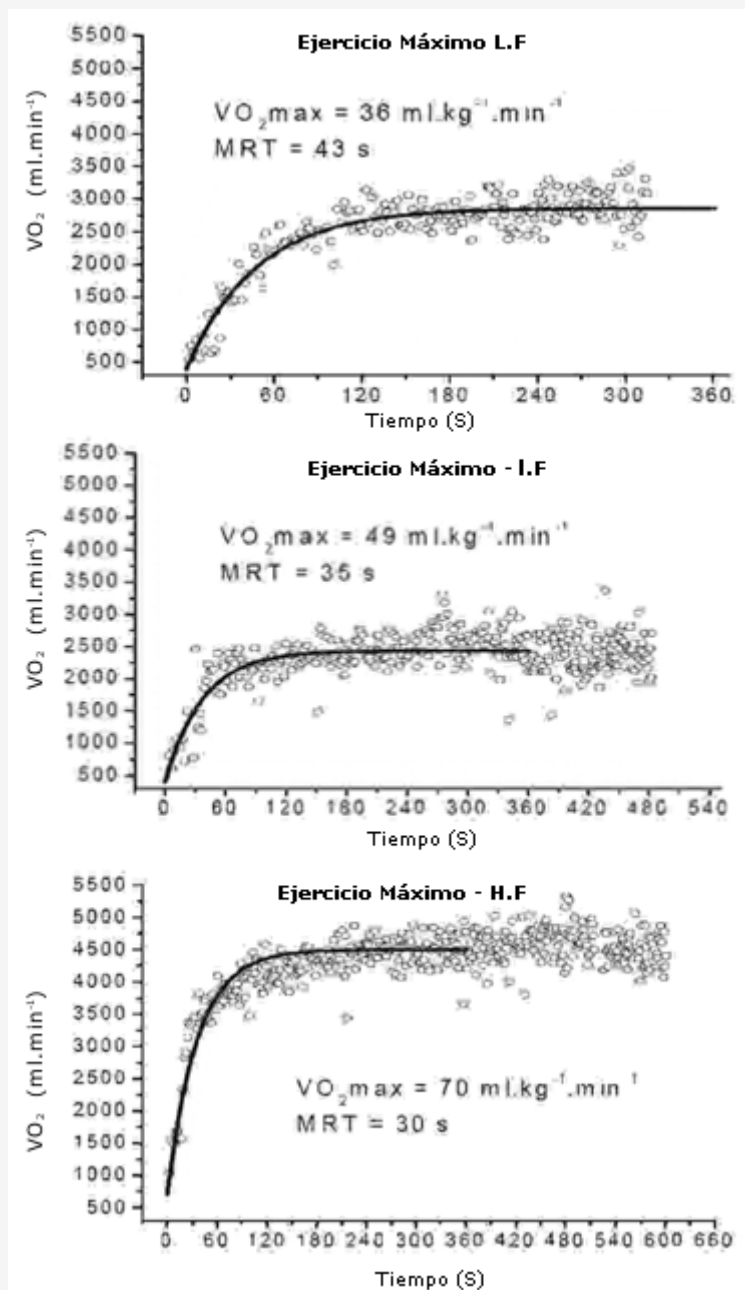 Ejercicio Máximo L.F
VO₂max = 36 ml.kg⁻¹.min⁻¹
MRT = 43 s
VO₂ (ml.min⁻¹)
5500
5000
4500
4000
3500
3000
2500
2000
1500
1000
500
0 60 120 180 240 300 360
Tiempo (S)
Ejercicio Máximo - I.F
VO₂max = 49 ml.kg⁻¹.min⁻¹
MRT = 35 s
VO₂ (ml.min⁻¹)
5500
5000
4500
4000
3500
3000
2500
2000
1500
1000
500
0 60 120 180 240 300 360 420 480 540
Tiempo (S)
Ejercicio Máximo - H.F
VO₂max = 70 ml.kg⁻¹.min⁻¹
MRT = 30 s
VO₂ (ml.min⁻¹)
5500
5000
4500
4000
3500
3000
2500
2000
1500
1000
500
0 60 120 180 240 300 360 420 480 540 600 660
Tiempo (S)